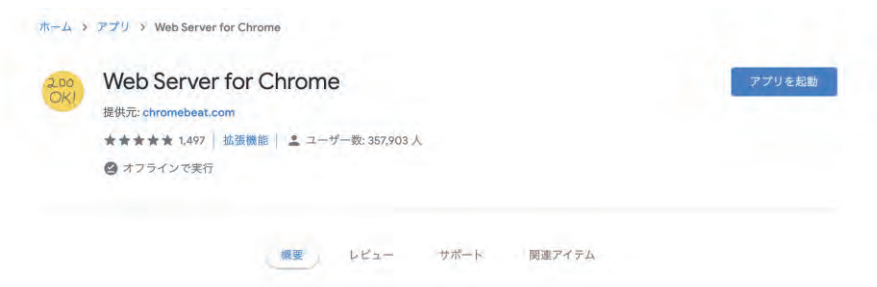 ホーム > アプリ > Web Server for Chrome
200
OK!
Web Server for Chrome
アプリを起動
提供元: chromebeat.com
★★★★★ 1,497 | 拡張機能 | ユーザー数: 357,903 人
オフラインで実行
概要 レビュー サポート 関連アイテム